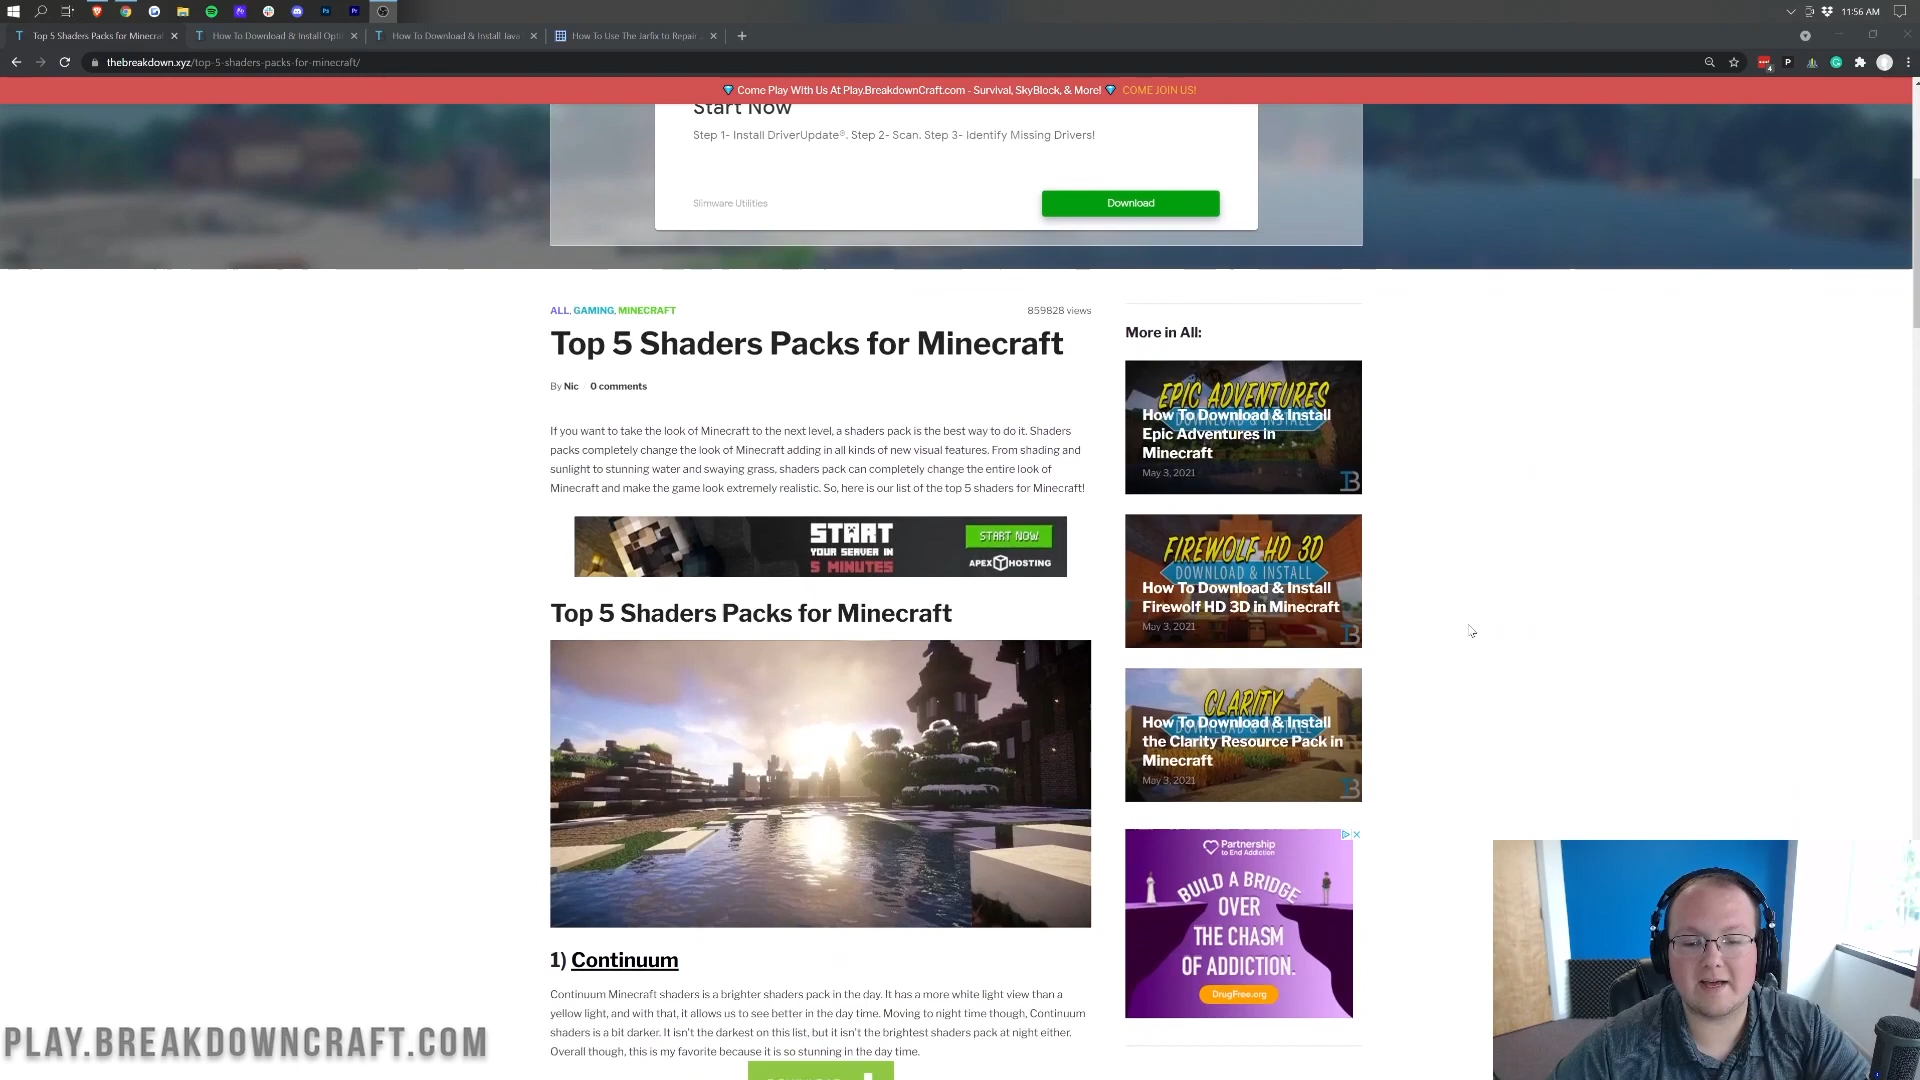 11:56 AM
Top 5 Shaders Packs for Minecra
How To Download & Install Opti
How To Download & Install Java
How To Use The Jarfix to Repair
thebreakdown.xyz/top-5-shaders-packs-for-minecraft/
Come Play With Us At Play.BreakdownCraft.com - Survival, SkyBlock, & More! COME JOIN US!
Start Now
Step 1- Install DriverUpdate®. Step 2- Scan. Step 3- Identify Missing Drivers!
Slimware Utilities
Download
ALL, GAMING, MINECRAFT
859828 views
Top 5 Shaders Packs for Minecraft
By Nic / 0 comments
If you want to take the look of Minecraft to the next level, a shaders pack is the best way to do it. Shaders
packs completely change the look of Minecraft adding in all kinds of new visual features. From shading and
sunlight to stunning water and swaying grass, shaders pack can completely change the entire look of
Minecraft and make the game look extremely realistic. So, here is our list of the top 5 shaders for Minecraft!
START
YOUR SERVER IN
5 MINUTES
START NOW
APEX HOSTING
Top 5 Shaders Packs for Minecraft
1) Continuum
Continuum Minecraft shaders is a brighter shaders pack in the day. It has a more white light view than a
yellow light, and with that, it allows us to see better in the day time. Moving to night time though, Continuum
shaders is a bit darker. It isn't the darkest on this list, but it isn't the brightest shaders pack at night either.
Overall though, this is my favorite because it is so stunning in the day time.
More in All:
EPIC ADVENTURES
DOWNLOAD & INSTALL
How To Download & Install
Epic Adventures in
Minecraft
May 3, 2021
FIREWOLF HD 3D
DOWNLOAD & INSTALL
How To Download & Install
Firewolf HD 3D in Minecraft
May 3, 2021
CLARITY
DOWNLOAD & INSTALL
How To Download & Install
the Clarity Resource Pack in
Minecraft
May 3, 2021
Partnership
to End Addiction
BUILD A BRIDGE
OVER
THE CHASM
OF ADDICTION.
DrugFree.org
PLAY.BREAKDOWNCRAFT.COM